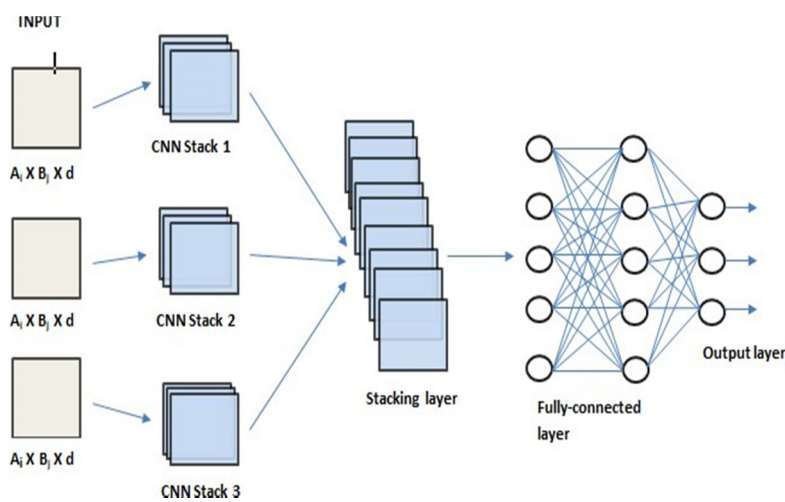 INPUT
CNN Stack 1
Aᵢ X Bⱼ X d
CNN Stack 2
Aᵢ X Bⱼ X d
Output layer
Stacking layer
Fully-connected
layer
Aᵢ X Bⱼ X d
CNN Stack 3